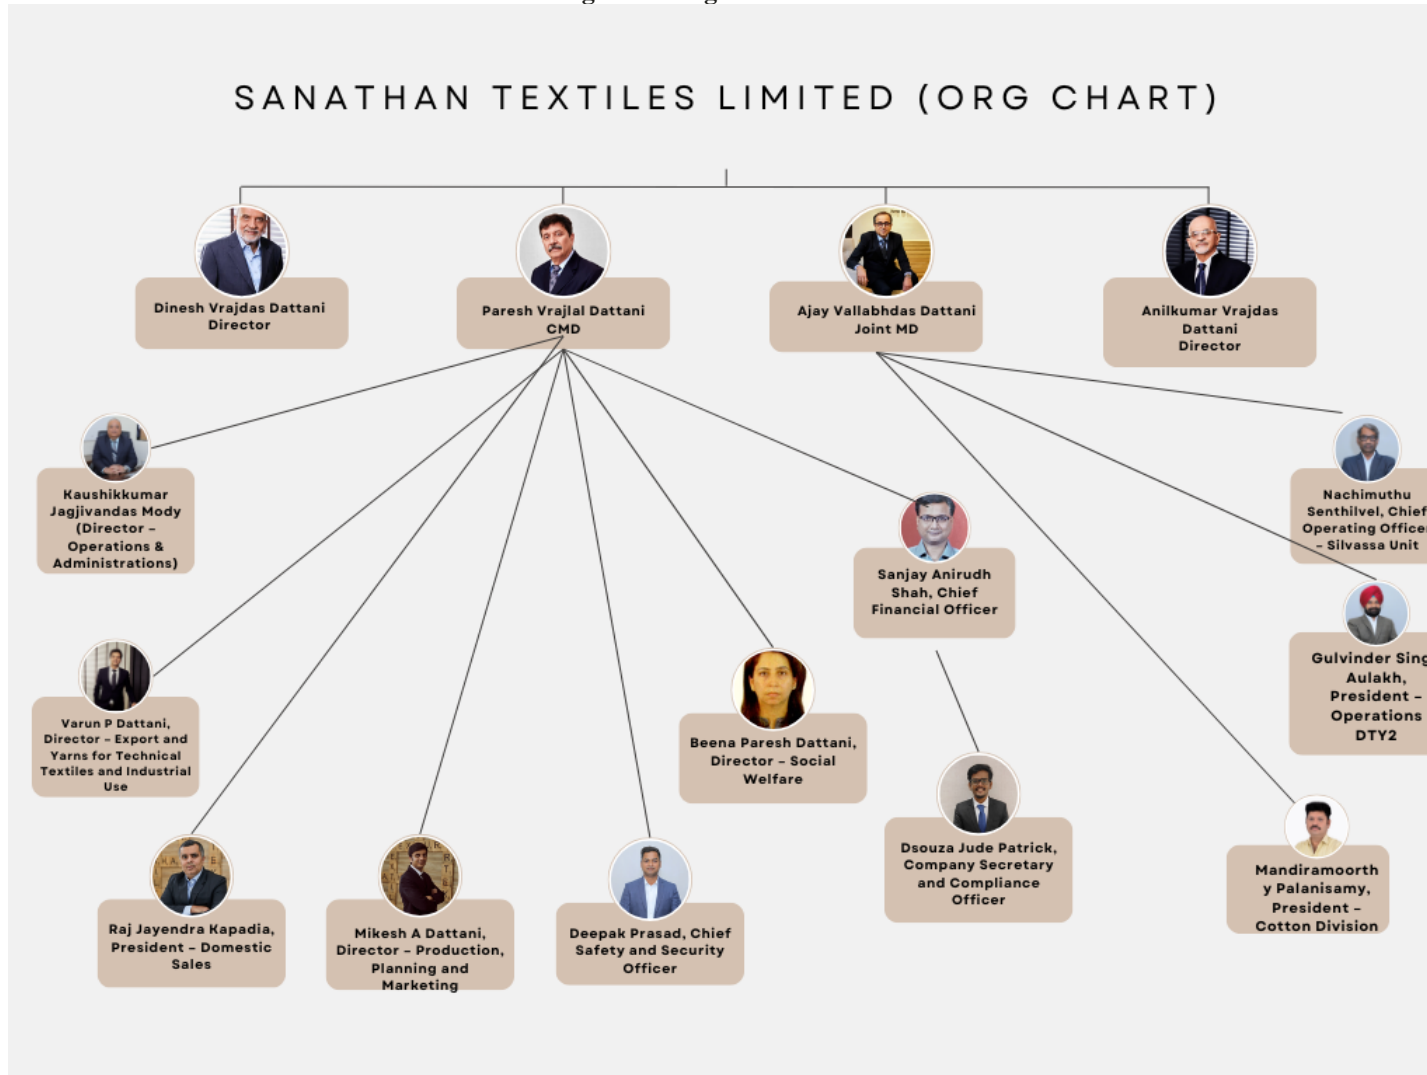 SANATHAN TEXTILES LIMITED (ORG CHART)
Dinesh Vrajdas Dattani
Director
Paresh Vrajlal Dattani
CMD
Ajay Vallabhdas Dattani
Joint MD
Anilkumar Vrajdas
Dattani
Director
Kaushikkumar
Jagjivandas Mody
(Director –
Operations &
Administrations)
Nachimuthu
Senthilvel, Chief
Operating Officer
– Silvassa Unit
Sanjay Anirudh
Shah, Chief
Financial Officer
Gulvinder Sing
Aulakh,
President –
Operations
DTY2
Varun P Dattani,
Director – Export and
Yarns for Technical
Textiles and Industrial
Use
Beena Paresh Dattani,
Director – Social
Welfare
Dsouza Jude Patrick,
Company Secretary
and Compliance
Officer
Mandiramoorth
y Palanisamy,
President –
Cotton Division
Raj Jayendra Kapadia,
President – Domestic
Sales
Mikesh A Dattani,
Director – Production,
Planning and
Marketing
Deepak Prasad, Chief
Safety and Security
Officer